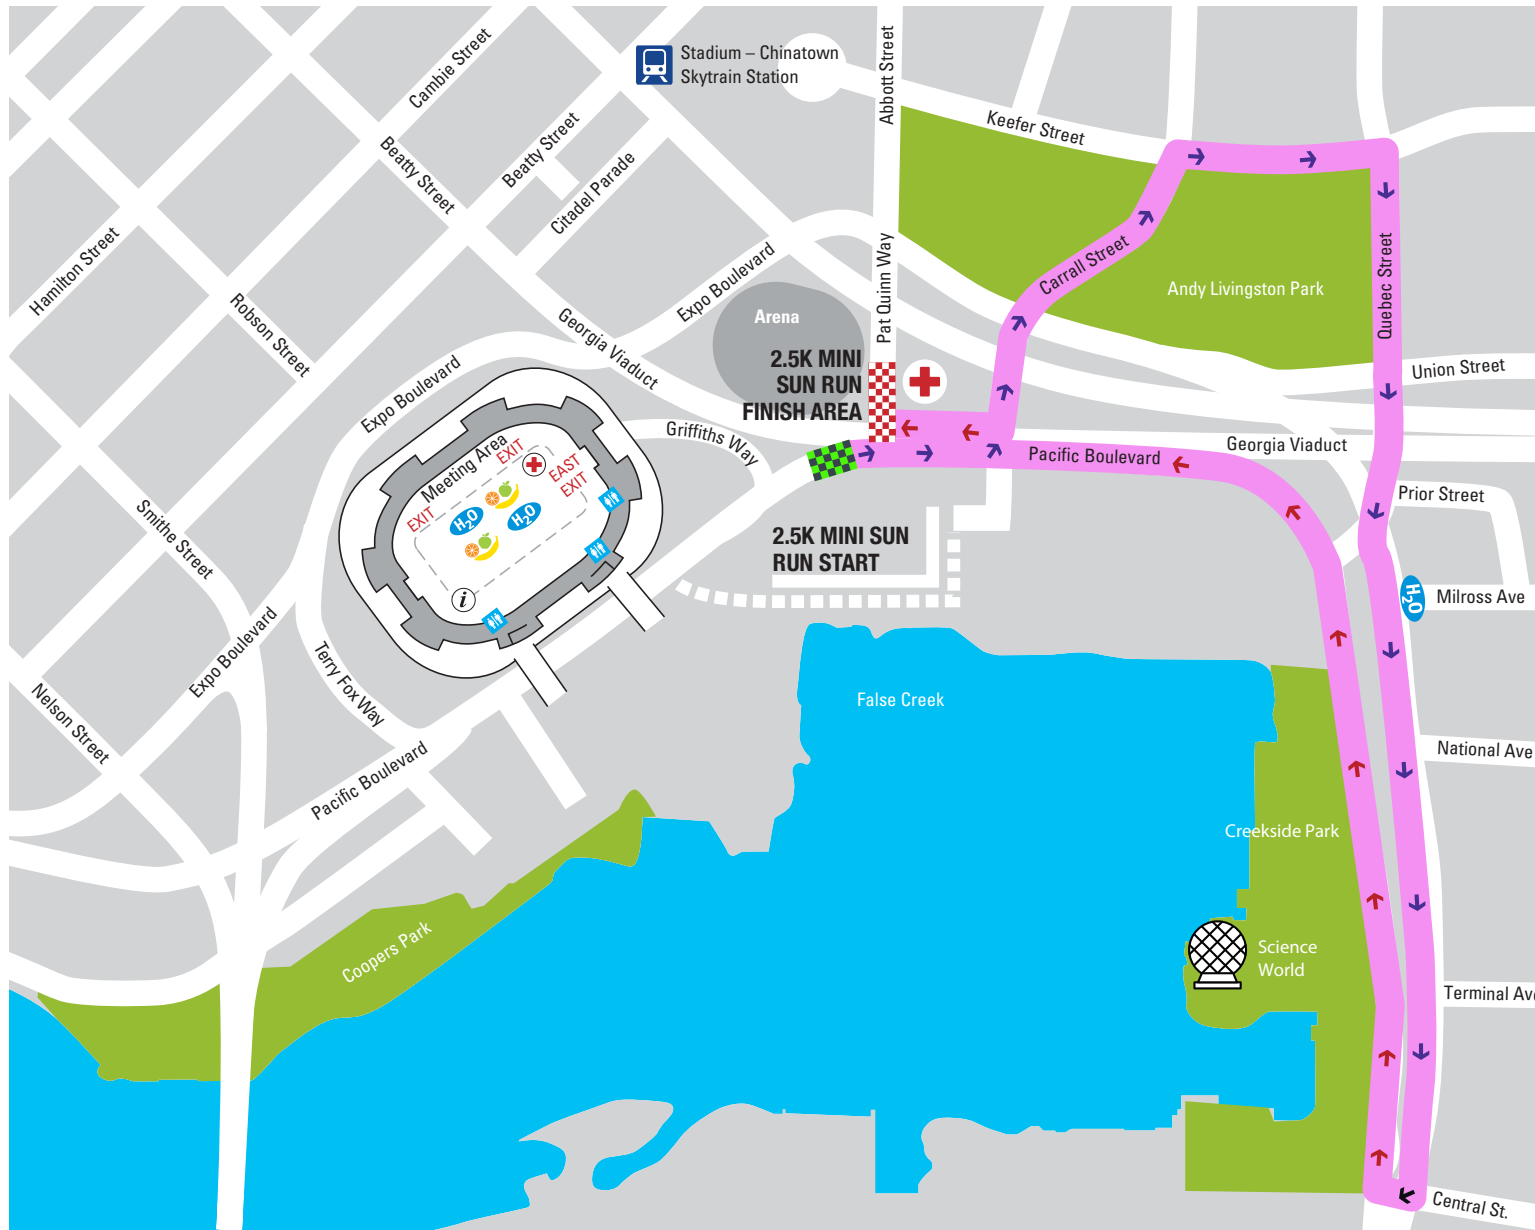 Cambie Street
Stadium – Chinatown
Skytrain Station
Abbott Street
Keefer Street
Beatty Street
Beatty Street
Citadel Parade
Hamilton Street
Robson Street
Expo Boulevard
Pat Quinn Way
Carrall Street
Andy Livingston Park
Quebec Street
Arena
Georgia Viaduct
Expo Boulevard
2.5K MINI
SUN RUN
FINISH AREA
Union Street
Griffiths Way
Georgia Viaduct
Pacific Boulevard
Meeting Area
EXIT
EAST
EXIT
EXIT
H2O
H2O
i
Prior Street
Smithe Street
2.5K MINI SUN
RUN START
H2O
Milross Ave
Expo Boulevard
Terry Fox Way
Nelson Street
False Creek
National Ave
Pacific Boulevard
Creekside Park
Coopers Park
Science
World
Terminal Ave
Central St.